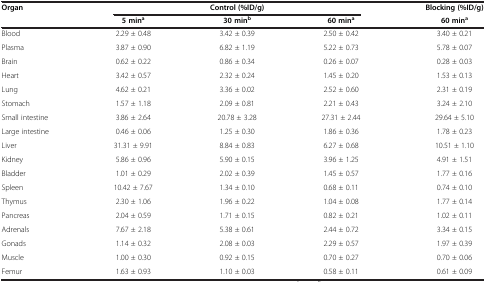 Organ Control (%ID/g) Blocking (%ID/g)
5 minᵃ 30 minᵇ 60 minᵃ 60 minᵃ
Blood 2.29 ± 0.48 3.42 ± 0.39 2.50 ± 0.42 3.40 ± 0.21
Plasma 3.87 ± 0.90 6.82 ± 1.19 5.22 ± 0.73 5.78 ± 0.07
Brain 0.62 ± 0.22 0.86 ± 0.34 0.26 ± 0.07 0.28 ± 0.03
Heart 3.42 ± 0.57 2.32 ± 0.24 1.45 ± 0.20 1.53 ± 0.13
Lung 4.62 ± 0.21 3.36 ± 0.02 2.52 ± 0.60 2.31 ± 0.19
Stomach 1.57 ± 1.18 2.09 ± 0.81 2.21 ± 0.43 3.24 ± 2.10
Small intestine 3.86 ± 2.64 20.78 ± 3.28 27.31 ± 2.44 29.64 ± 5.10
Large intestine 0.46 ± 0.06 1.25 ± 0.30 1.86 ± 0.36 1.78 ± 0.23
Liver 31.31 ± 9.91 8.84 ± 0.83 6.27 ± 0.68 10.51 ± 1.10
Kidney 5.86 ± 0.96 5.90 ± 0.15 3.96 ± 1.25 4.91 ± 1.51
Bladder 1.01 ± 0.29 2.02 ± 0.39 1.45 ± 0.57 1.77 ± 0.16
Spleen 10.42 ± 7.67 1.34 ± 0.10 0.68 ± 0.11 0.74 ± 0.10
Thymus 2.30 ± 1.06 1.96 ± 0.22 1.04 ± 0.08 1.77 ± 0.14
Pancreas 2.04 ± 0.59 1.71 ± 0.15 0.82 ± 0.21 1.02 ± 0.11
Adrenals 7.67 ± 2.18 5.38 ± 0.61 2.44 ± 0.72 3.34 ± 0.15
Gonads 1.14 ± 0.32 2.08 ± 0.03 2.29 ± 0.57 1.97 ± 0.39
Muscle 1.00 ± 0.30 0.92 ± 0.15 0.70 ± 0.27 0.70 ± 0.06
Femur 1.63 ± 0.93 1.10 ± 0.03 0.58 ± 0.11 0.61 ± 0.09